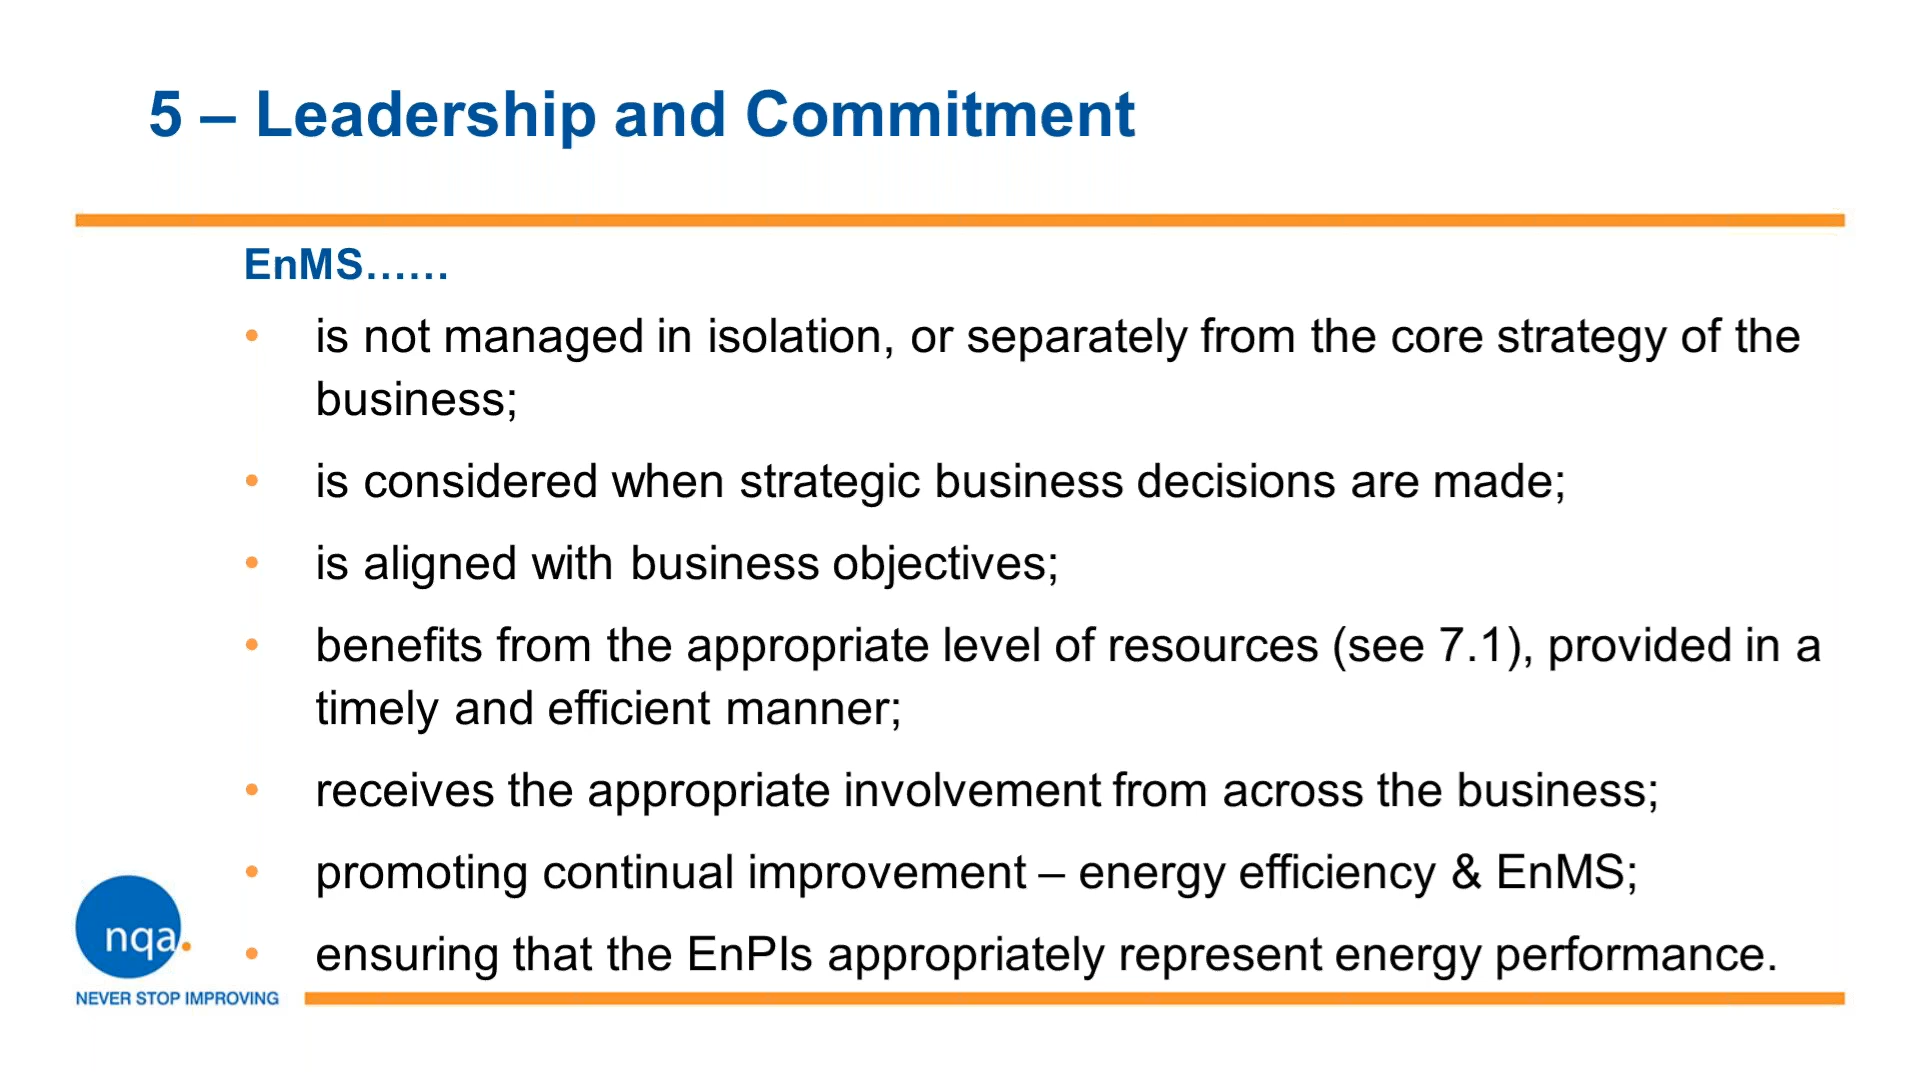 5 – Leadership and Commitment
EnMS......
• is not managed in isolation, or separately from the core strategy of the
business;
• is considered when strategic business decisions are made;
• is aligned with business objectives;
• benefits from the appropriate level of resources (see 7.1), provided in a
timely and efficient manner;
• receives the appropriate involvement from across the business;
• promoting continual improvement – energy efficiency & EnMS;
• ensuring that the EnPIs appropriately represent energy performance.
nqa.
NEVER STOP IMPROVING